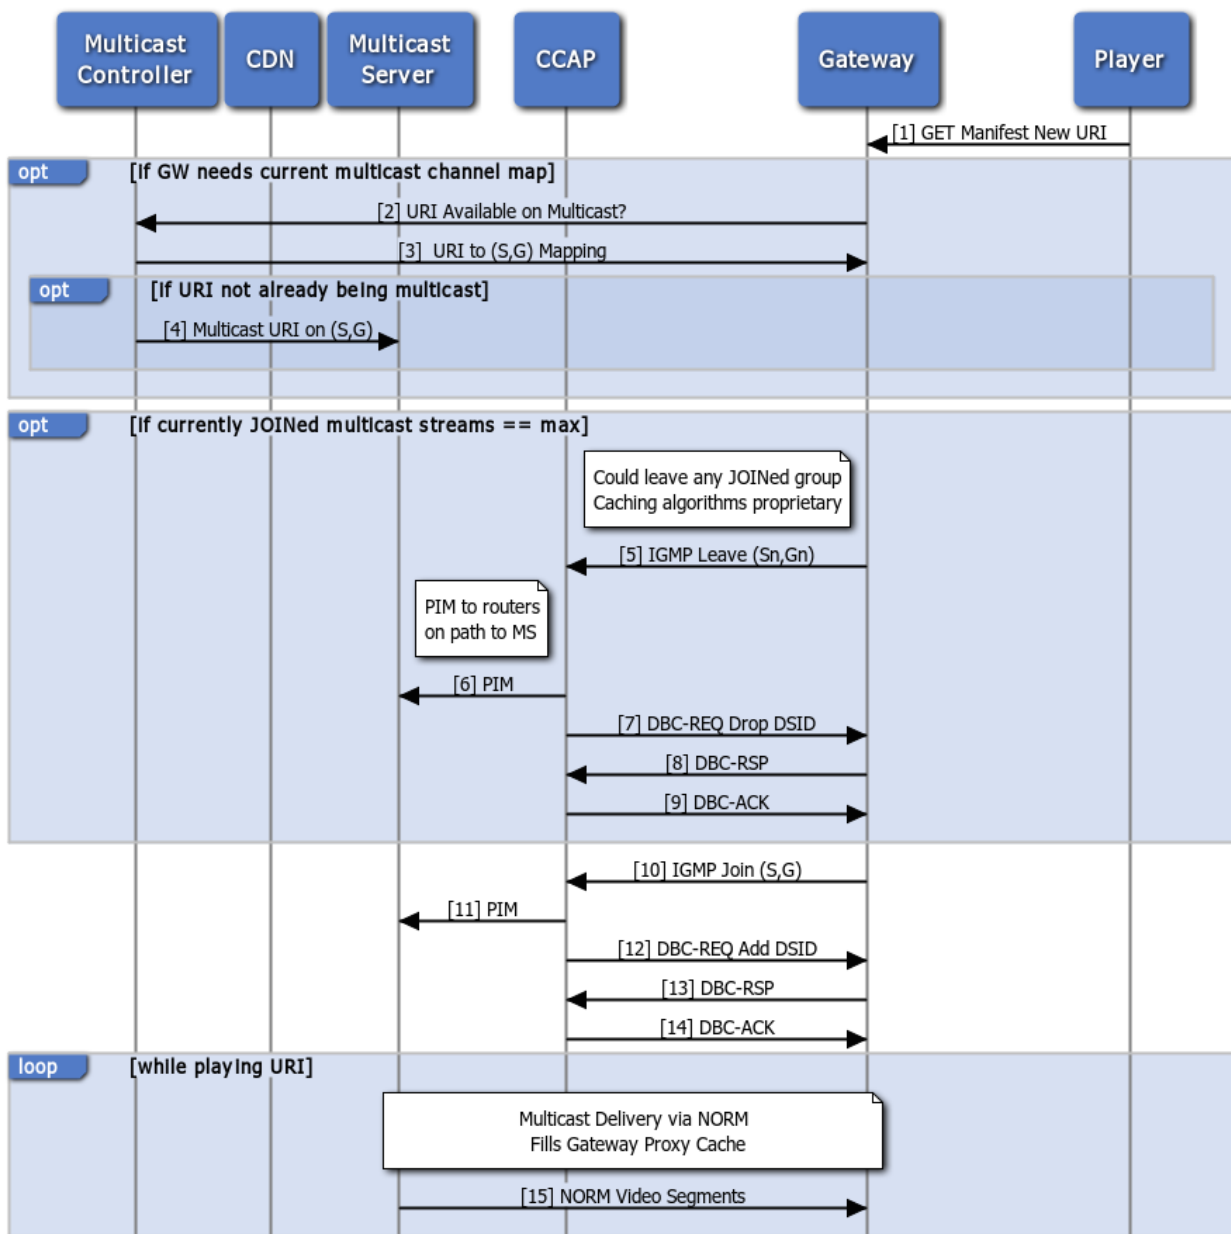 Multicast
Controller
CDN
Multicast
Server
CCAP
Gateway
Player
[1] GET Manifest New URI
opt
[if GW needs current multicast channel map]
[2] URI Available on Multicast?
[3] URI to (S,G) Mapping
opt
[if URI not already being multicast]
[4] Multicast URI on (S,G)
opt
[if currently JOINed multicast streams == max]
Could leave any JOINed group
Caching algorithms proprietary
[5] IGMP Leave (Sn,Gn)
PIM to routers
on path to MS
[6] PIM
[7] DBC-REQ Drop DSID
[8] DBC-RSP
[9] DBC-ACK
[10] IGMP Join (S,G)
[11] PIM
[12] DBC-REQ Add DSID
[13] DBC-RSP
[14] DBC-ACK
loop
[while playing URI]
Multicast Delivery via NORM
Fills Gateway Proxy Cache
[15] NORM Video Segments